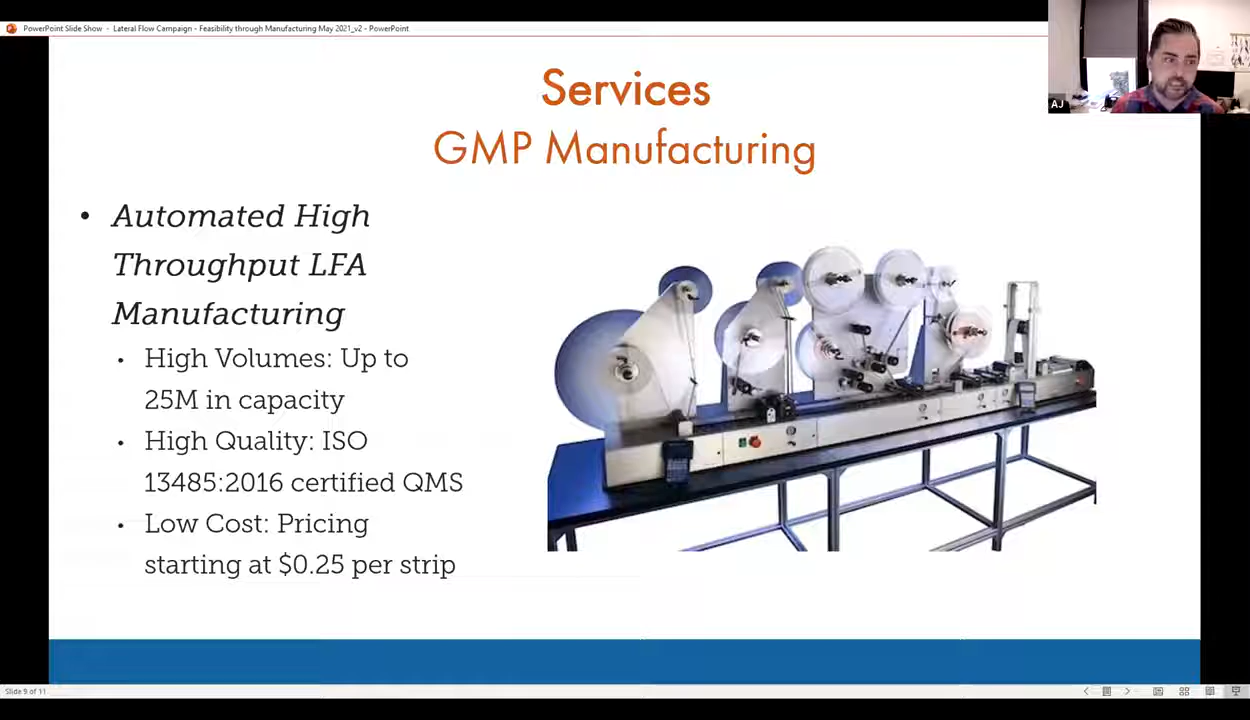 PowerPoint Slide Show - Lateral Flow Campaign - Feasibility through Manufacturing May 2021_v2 - PowerPoint
AJ
Services
GMP Manufacturing
• Automated High
Throughput LFA
Manufacturing
• High Volumes: Up to
25M in capacity
• High Quality: ISO
13485:2016 certified QMS
• Low Cost: Pricing
starting at $0.25 per strip
Slide 9 of 11